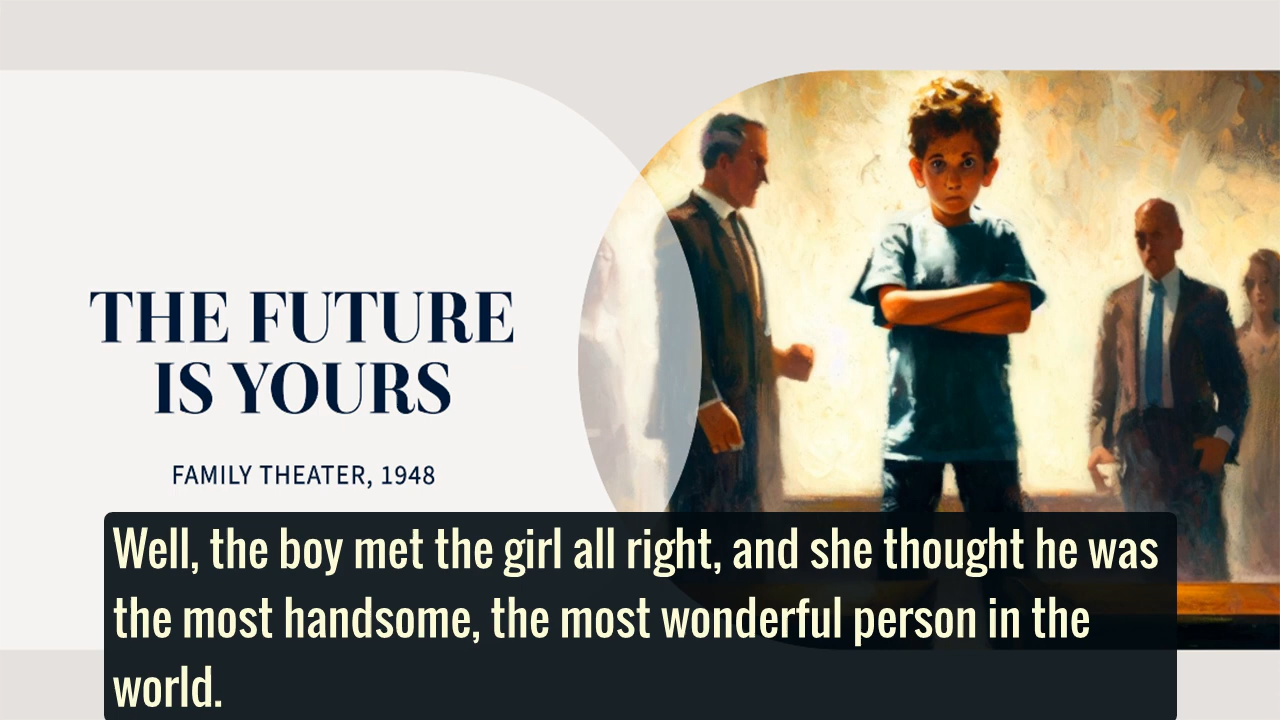 THE FUTURE
IS YOURS
FAMILY THEATER, 1948
Well, the boy met the girl all right, and she thought he was
the most handsome, the most wonderful person in the
world.